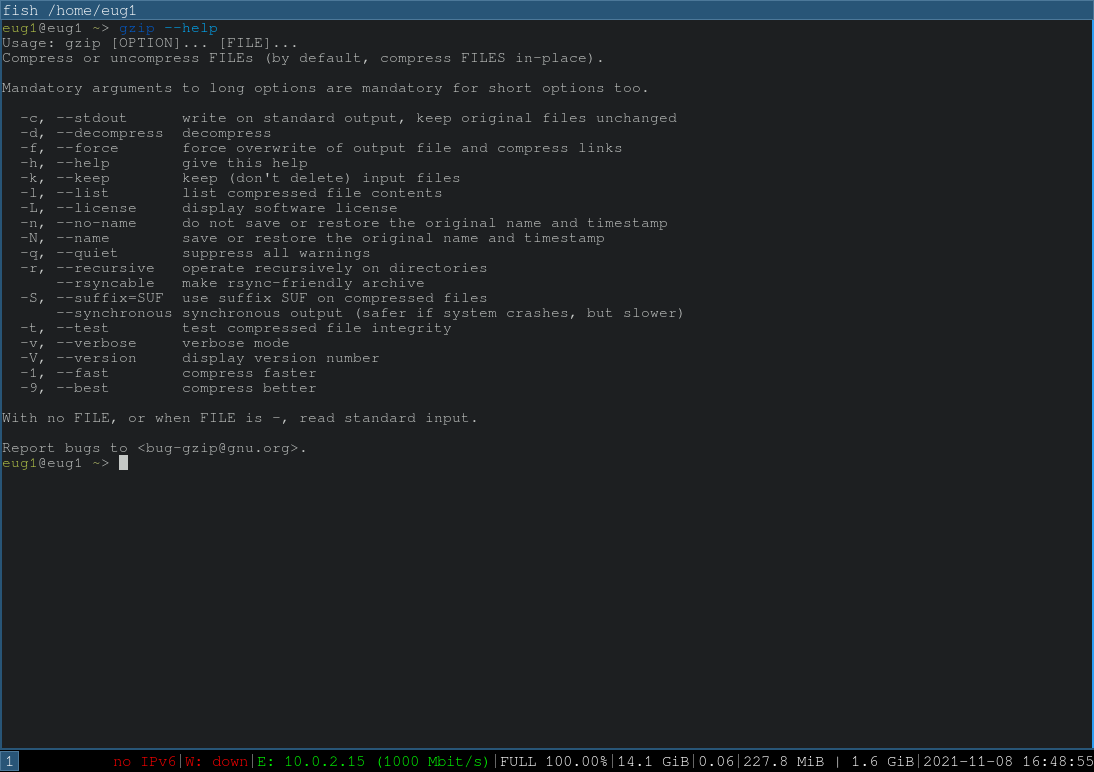 fish /home/eug1
eug1@eug1 ~> gzip --help
Usage: gzip [OPTION]... [FILE]...
Compress or uncompress FILEs (by default, compress FILES in-place).

Mandatory arguments to long options are mandatory for short options too.

  -c, --stdout      write on standard output, keep original files unchanged
  -d, --decompress  decompress
  -f, --force       force overwrite of output file and compress links
  -h, --help        give this help
  -k, --keep        keep (don't delete) input files
  -l, --list        list compressed file contents
  -L, --license     display software license
  -n, --no-name     do not save or restore the original name and timestamp
  -N, --name        save or restore the original name and timestamp
  -q, --quiet       suppress all warnings
  -r, --recursive   operate recursively on directories
      --rsyncable   make rsync-friendly archive
  -S, --suffix=SUF  use suffix SUF on compressed files
      --synchronous synchronous output (safer if system crashes, but slower)
  -t, --test        test compressed file integrity
  -v, --verbose     verbose mode
  -V, --version     display version number
  -1, --fast        compress faster
  -9, --best        compress better

With no FILE, or when FILE is -, read standard input.

Report bugs to <bug-gzip@gnu.org>.
eug1@eug1 ~>
1 no IPv6|W: down|E: 10.0.2.15 (1000 Mbit/s)|FULL 100.00%|14.1 GiB|0.06|227.8 MiB | 1.6 GiB|2021-11-08 16:48:55